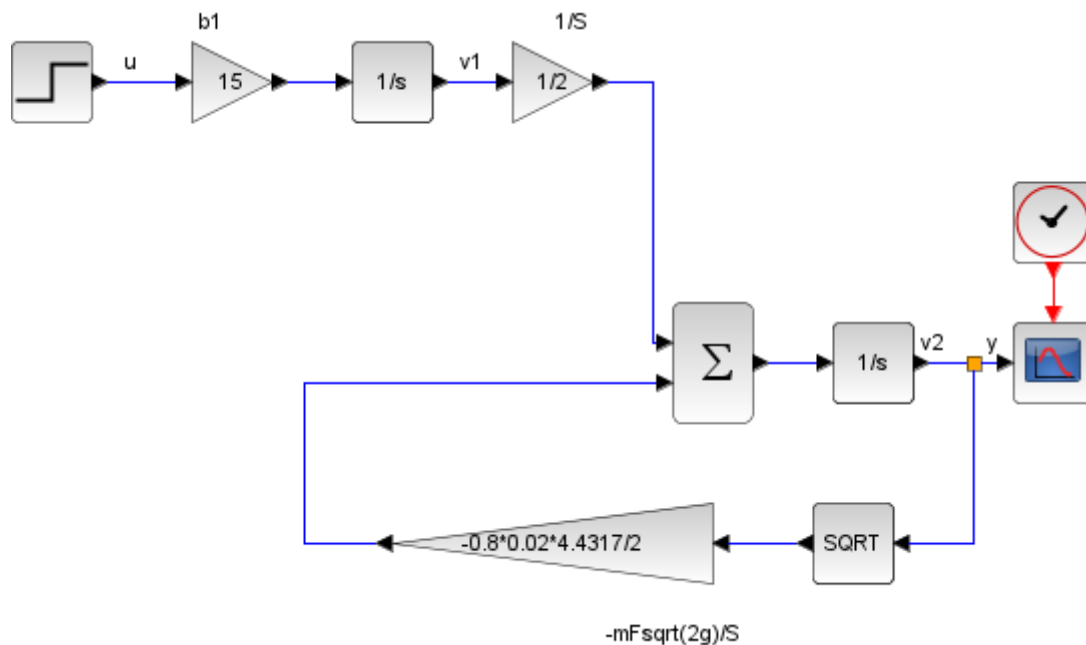 b1
1/S
u
15
1/s
v1
1/2
Σ
1/s
v2
y
-0.8*0.02*4.4317/2
SQRT
-mFsqrt(2g)/S